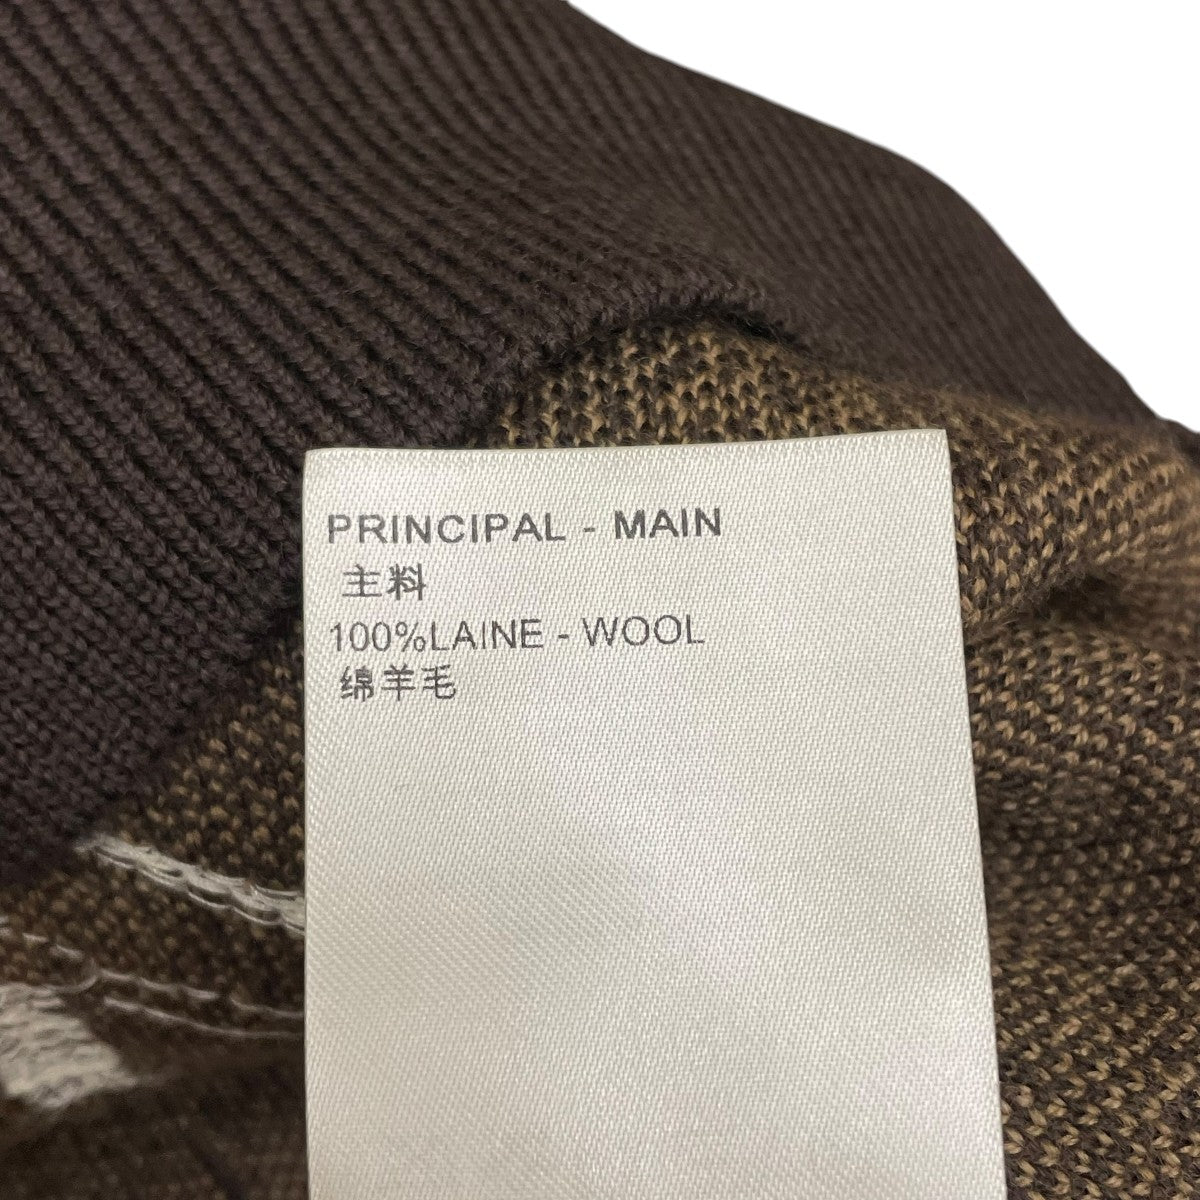 PRINCIPAL - MAIN
主料
100%LAINE - WOOL
绵羊毛